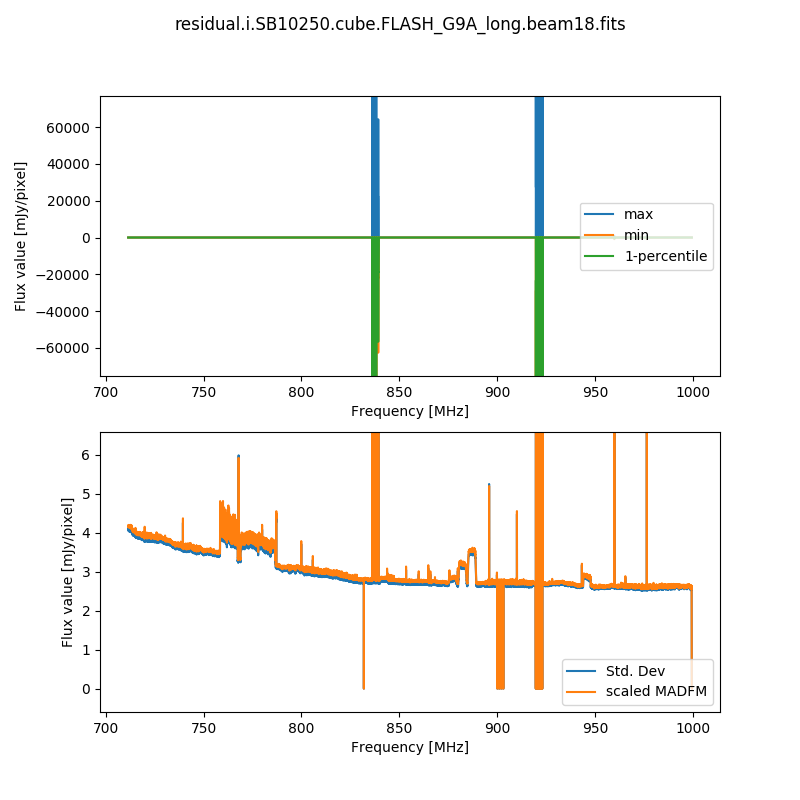 residual.i.SB10250.cube.FLASH_G9A_long.beam18.fits
60000
40000
20000
0
−20000
−40000
−60000
Flux value [mJy/pixel]
max
min
1-percentile
700 750 800 850 900 950 1000
Frequency [MHz]
6
5
4
3
2
1
0
Flux value [mJy/pixel]
Std. Dev
scaled MADFM
700 750 800 850 900 950 1000
Frequency [MHz]